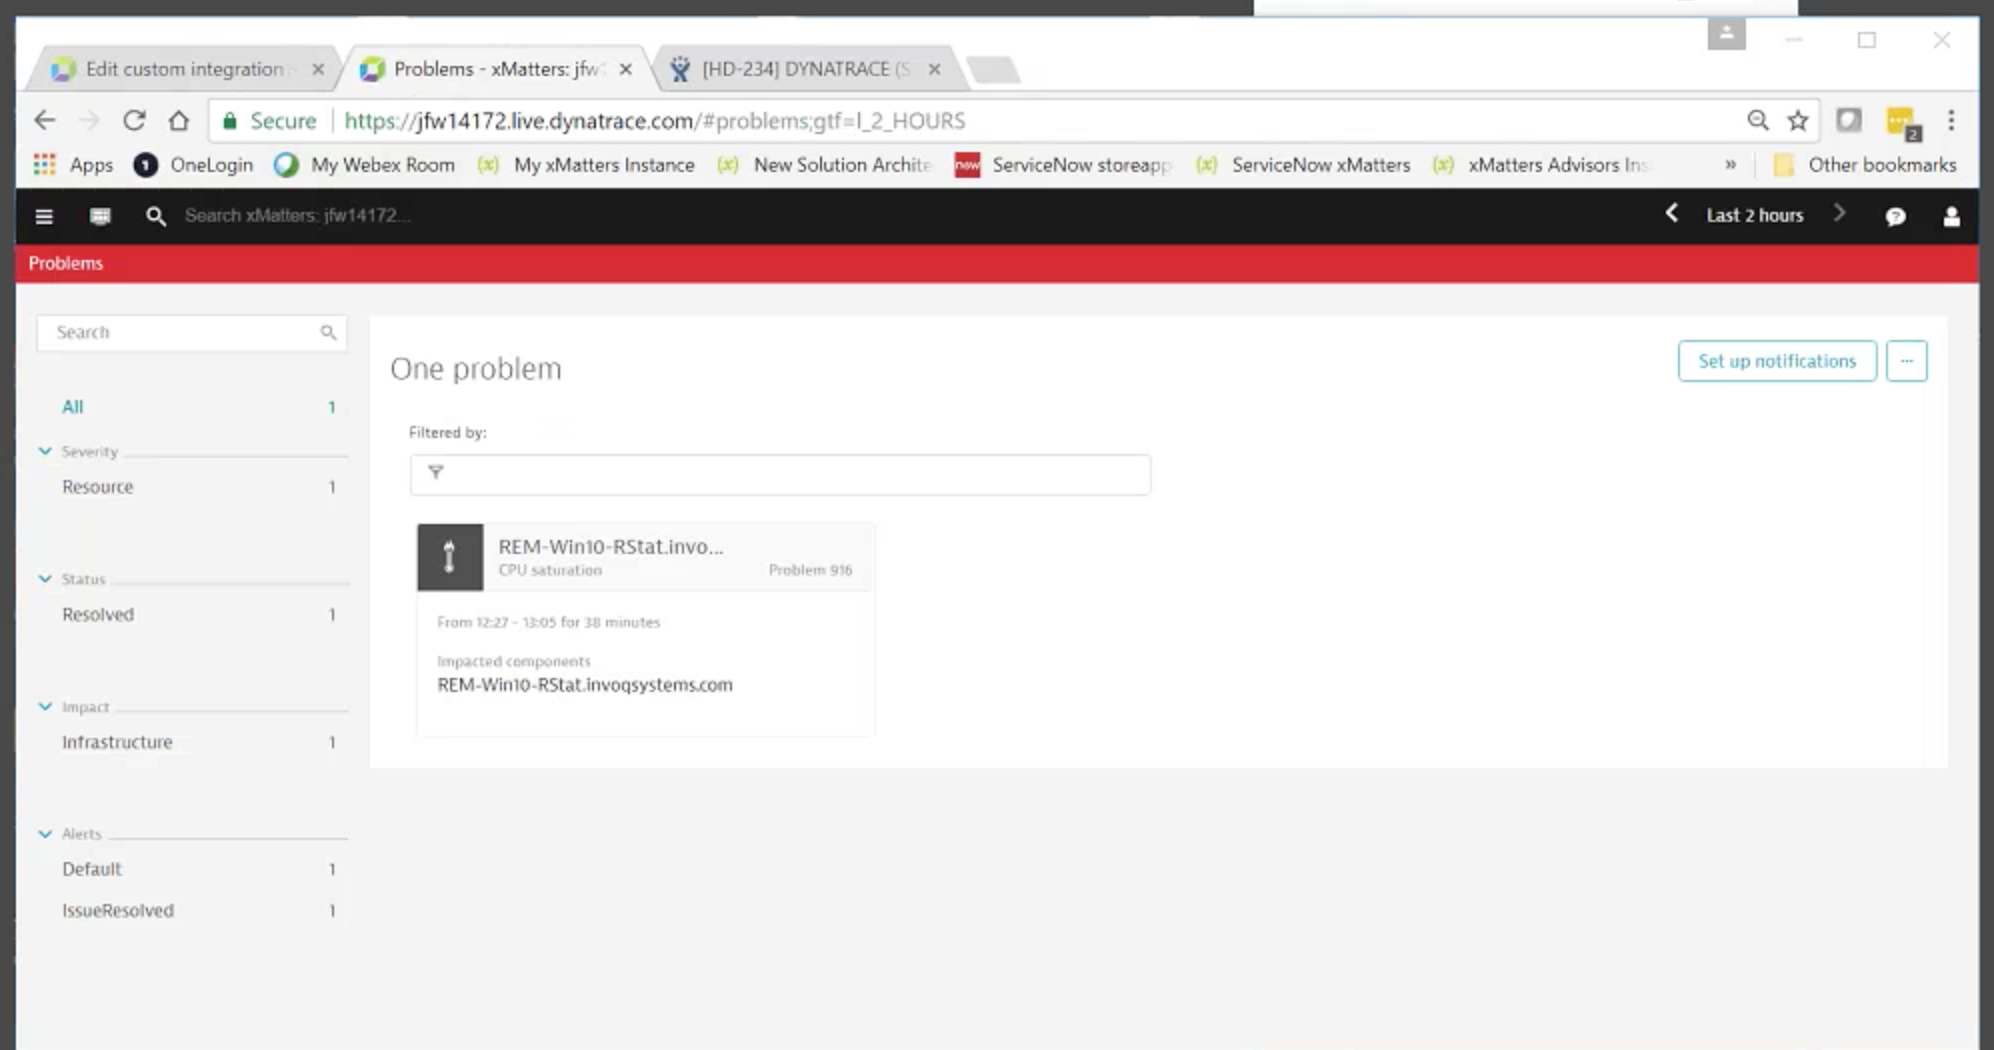 Edit custom integration
Problems - xMatters: jfw
[HD-234] DYNATRACE (S
Secure https://jfw14172.live.dynatrace.com/#problems;gtf=l_2_HOURS
2
Apps 1 OneLogin My Webex Room (x) My xMatters Instance (x) New Solution Archite now ServiceNow storeapp (x) ServiceNow xMatters (x) xMatters Advisors Ins » Other bookmarks
Search xMatters: jfw14172... Last 2 hours
Problems
Search
All 1
Severity
Resource 1
Status
Resolved 1
Impact
Infrastructure 1
Alerts
Default 1
IssueResolved 1
One problem
Set up notifications ...
Filtered by:
REM-Win10-RStat.invo...
CPU saturation Problem 916
From 12:27 - 13:05 for 38 minutes
Impacted components
REM-Win10-RStat.invoqsystems.com